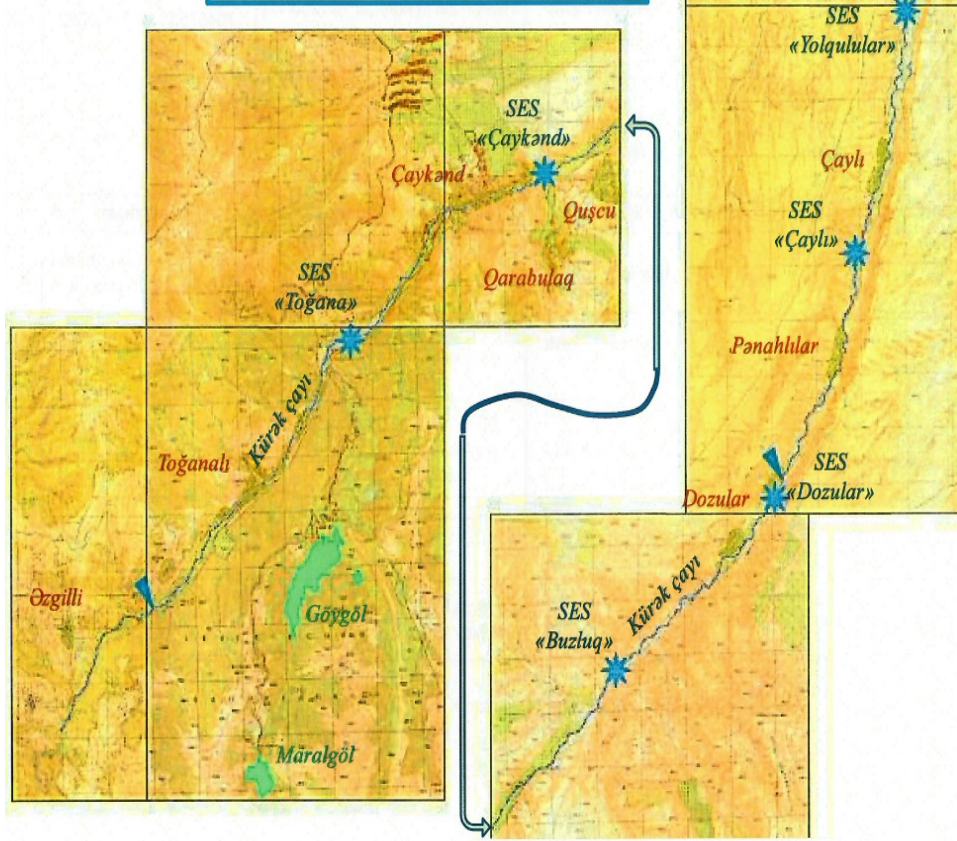 SES
«Yolqulular»
SES
«Çaykənd»
Çaykənd
Quşcu
Qarabulaq
SES
«Toğana»
Kürək çayı
Toğanalı
Əzgilli
Göygöl
Maralgöl
Çaylı
SES
«Çaylı»
Pənahlılar
SES
«Dozular»
Dozular
Kürək çayı
SES
«Buzluq»